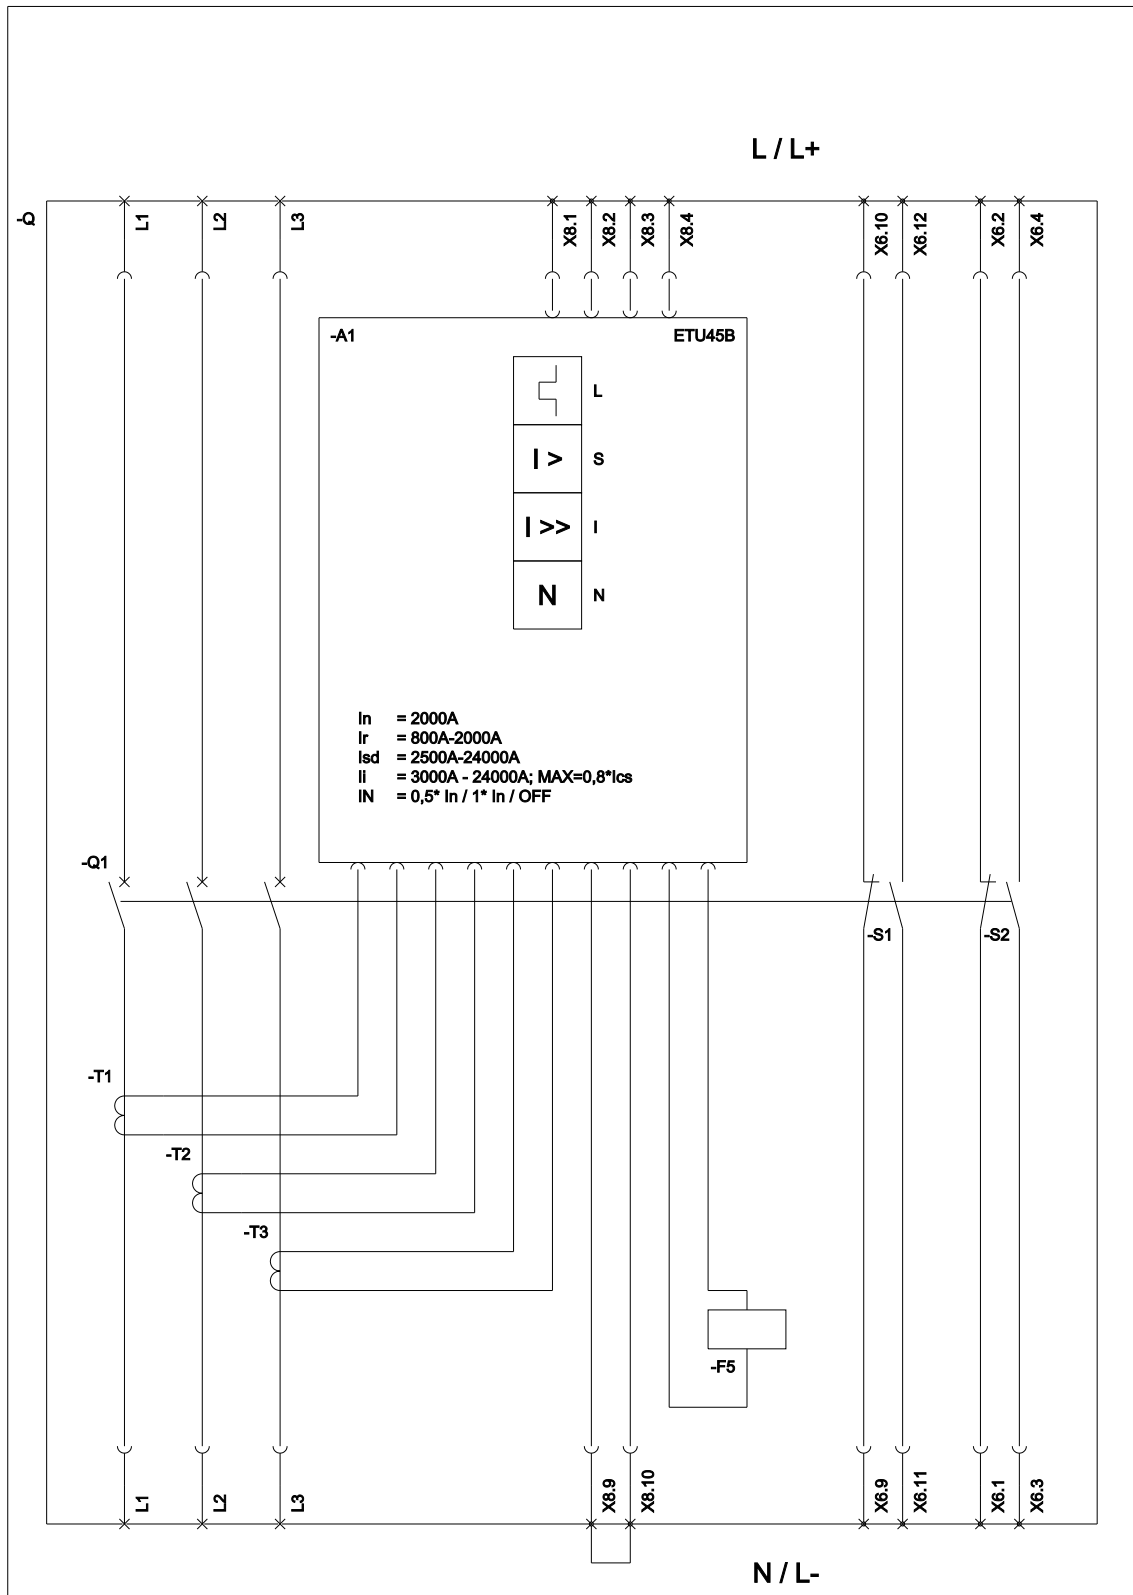 L / L+
-Q
L1
L2
L3
X8.1
X8.2
X8.3
X8.4
X6.10
X6.12
X6.2
X6.4
-A1
ETU45B
L
I >
S
I >>
I
N
N
In = 2000A
Ir = 800A-2000A
Isd = 2500A-24000A
Ii = 3000A - 24000A; MAX=0,8*Ics
IN = 0,5* In / 1* In / OFF
-Q1
-S1
-S2
-T1
-T2
-T3
-F5
L1
L2
L3
X8.9
X8.10
X6.9
X6.11
X6.1
X6.3
N / L-